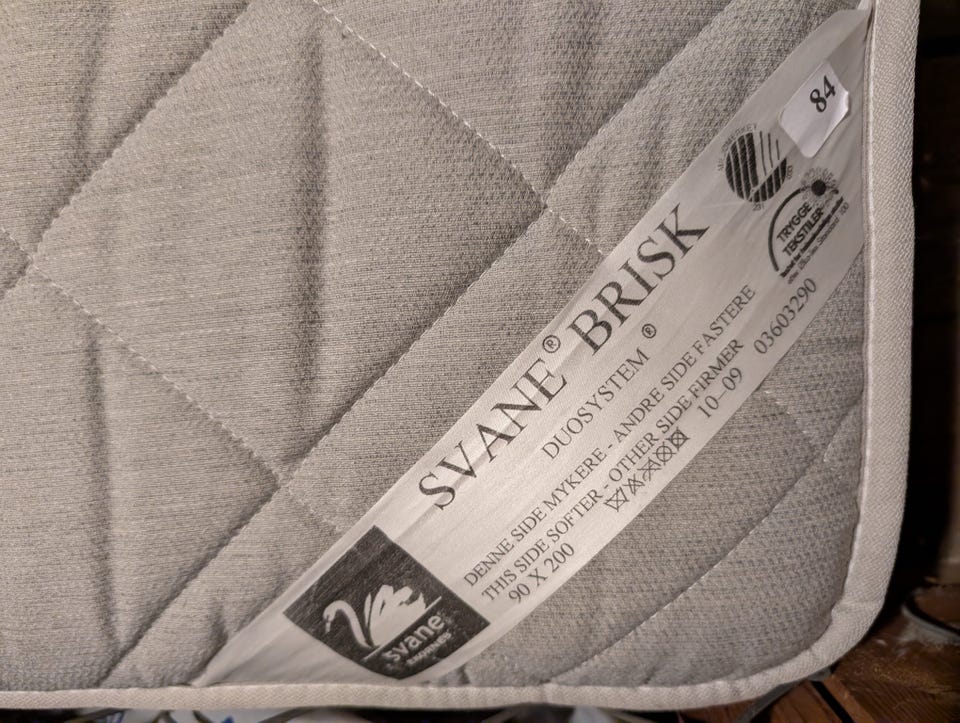 84
SVANE® BRISK
DUOSYSTEM ®
DENNE SIDE MYKERE - ANDRE SIDE FASTERE
THIS SIDE SOFTER - OTHER SIDE FIRMER
90 X 200
10–09 03603290
TRYGGE
TEKSTILER
svane